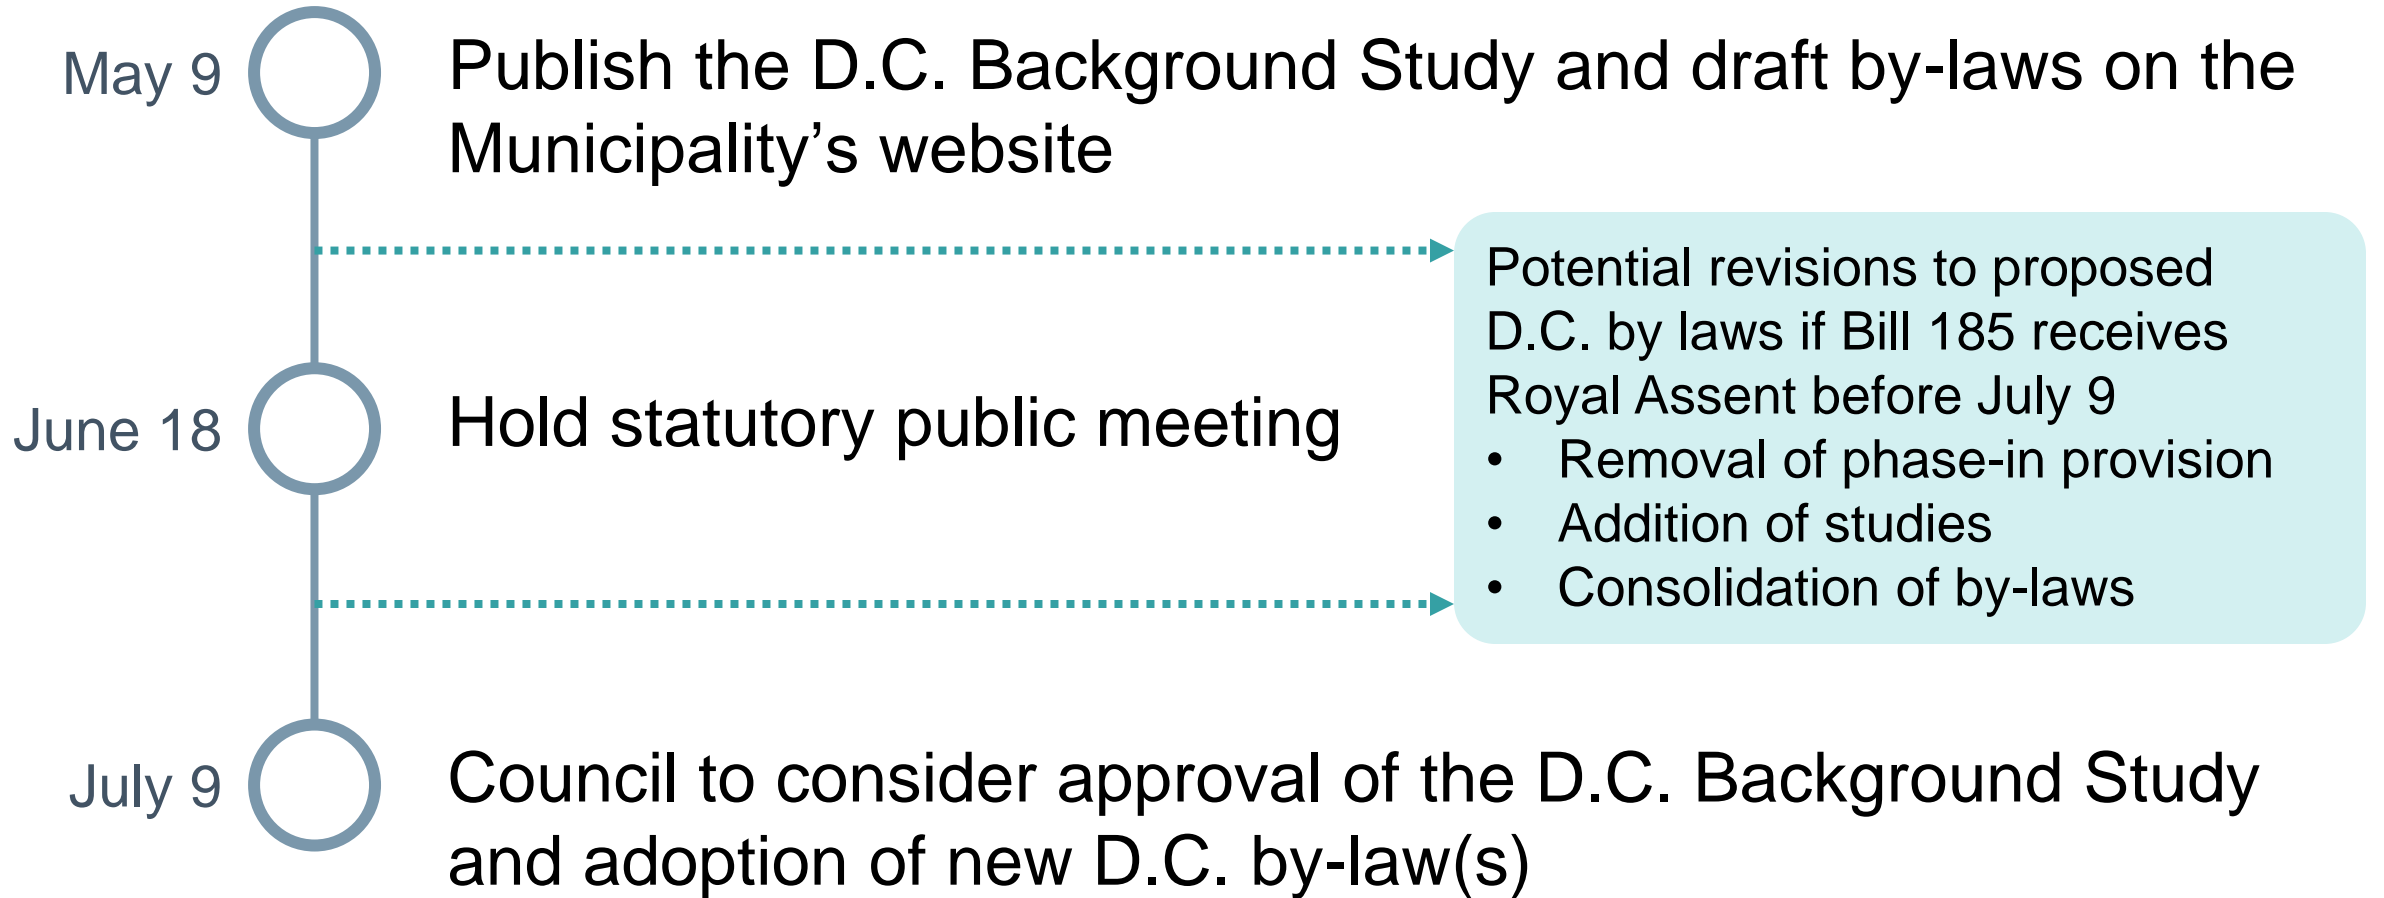 May 9
Publish the D.C. Background Study and draft by-laws on the
Municipality’s website
Potential revisions to proposed
D.C. by laws if Bill 185 receives
Royal Assent before July 9
• Removal of phase-in provision
• Addition of studies
• Consolidation of by-laws
June 18
Hold statutory public meeting
July 9
Council to consider approval of the D.C. Background Study
and adoption of new D.C. by-law(s)